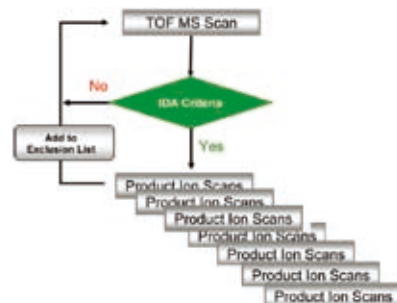 TOF MS Scan
No
IDA Criteria
Yes
Add to
Exclusion List
Product Ion Scans
Product Ion Scans
Product Ion Scans
Product Ion Scans
Product Ion Scans
Product Ion Scans
Product Ion Scans